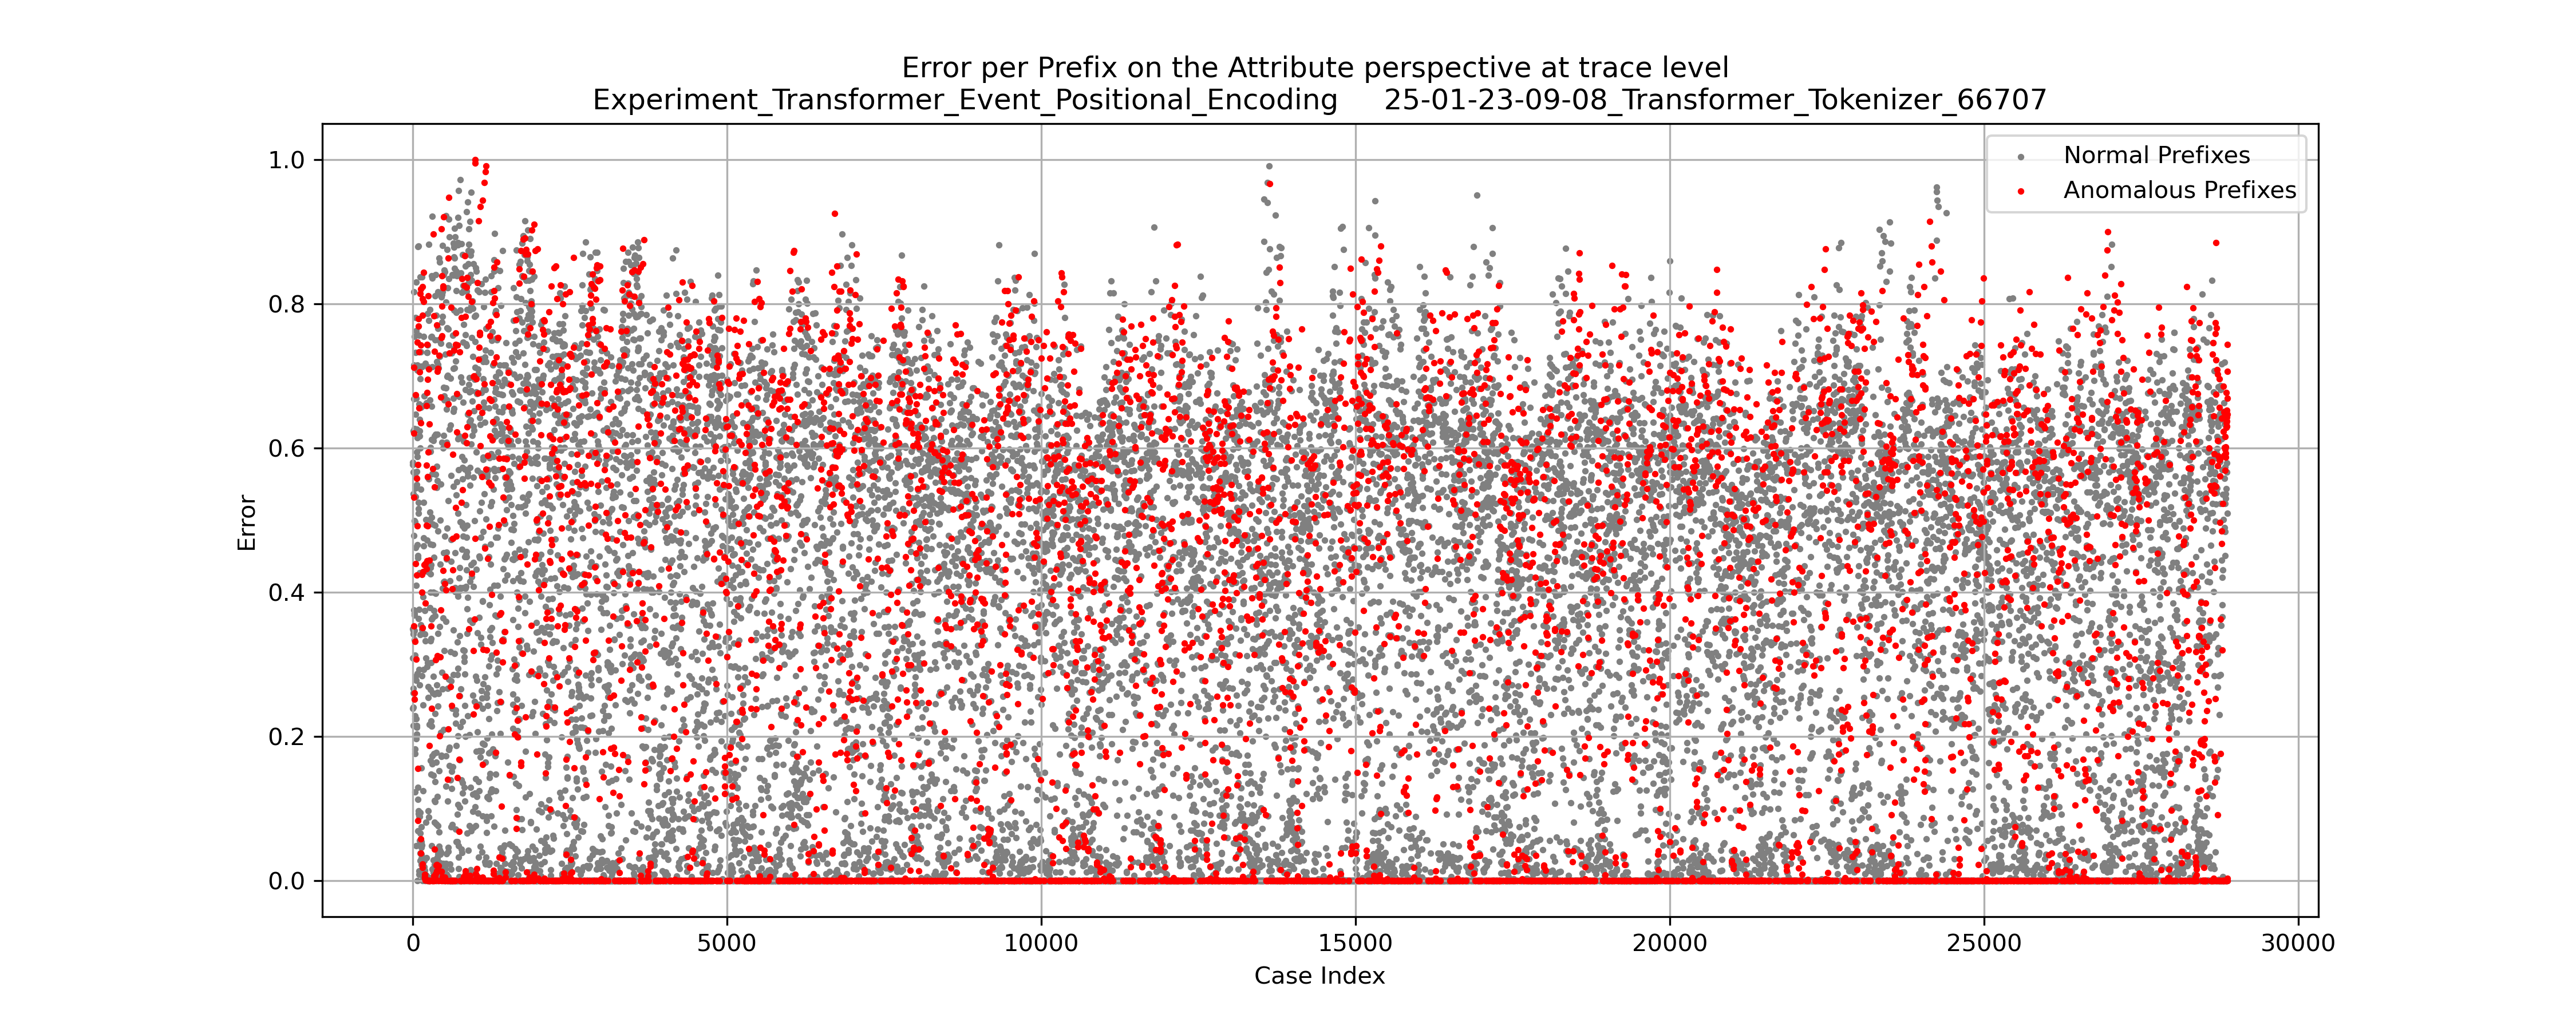 Error per Prefix on the Attribute perspective at trace level
Experiment_Transformer_Event_Positional_Encoding 25-01-23-09-08_Transformer_Tokenizer_66707
Normal Prefixes
Anomalous Prefixes
1.0
0.8
0.6
0.4
0.2
0.0
Error
0 5000 10000 15000 20000 25000 30000
Case Index